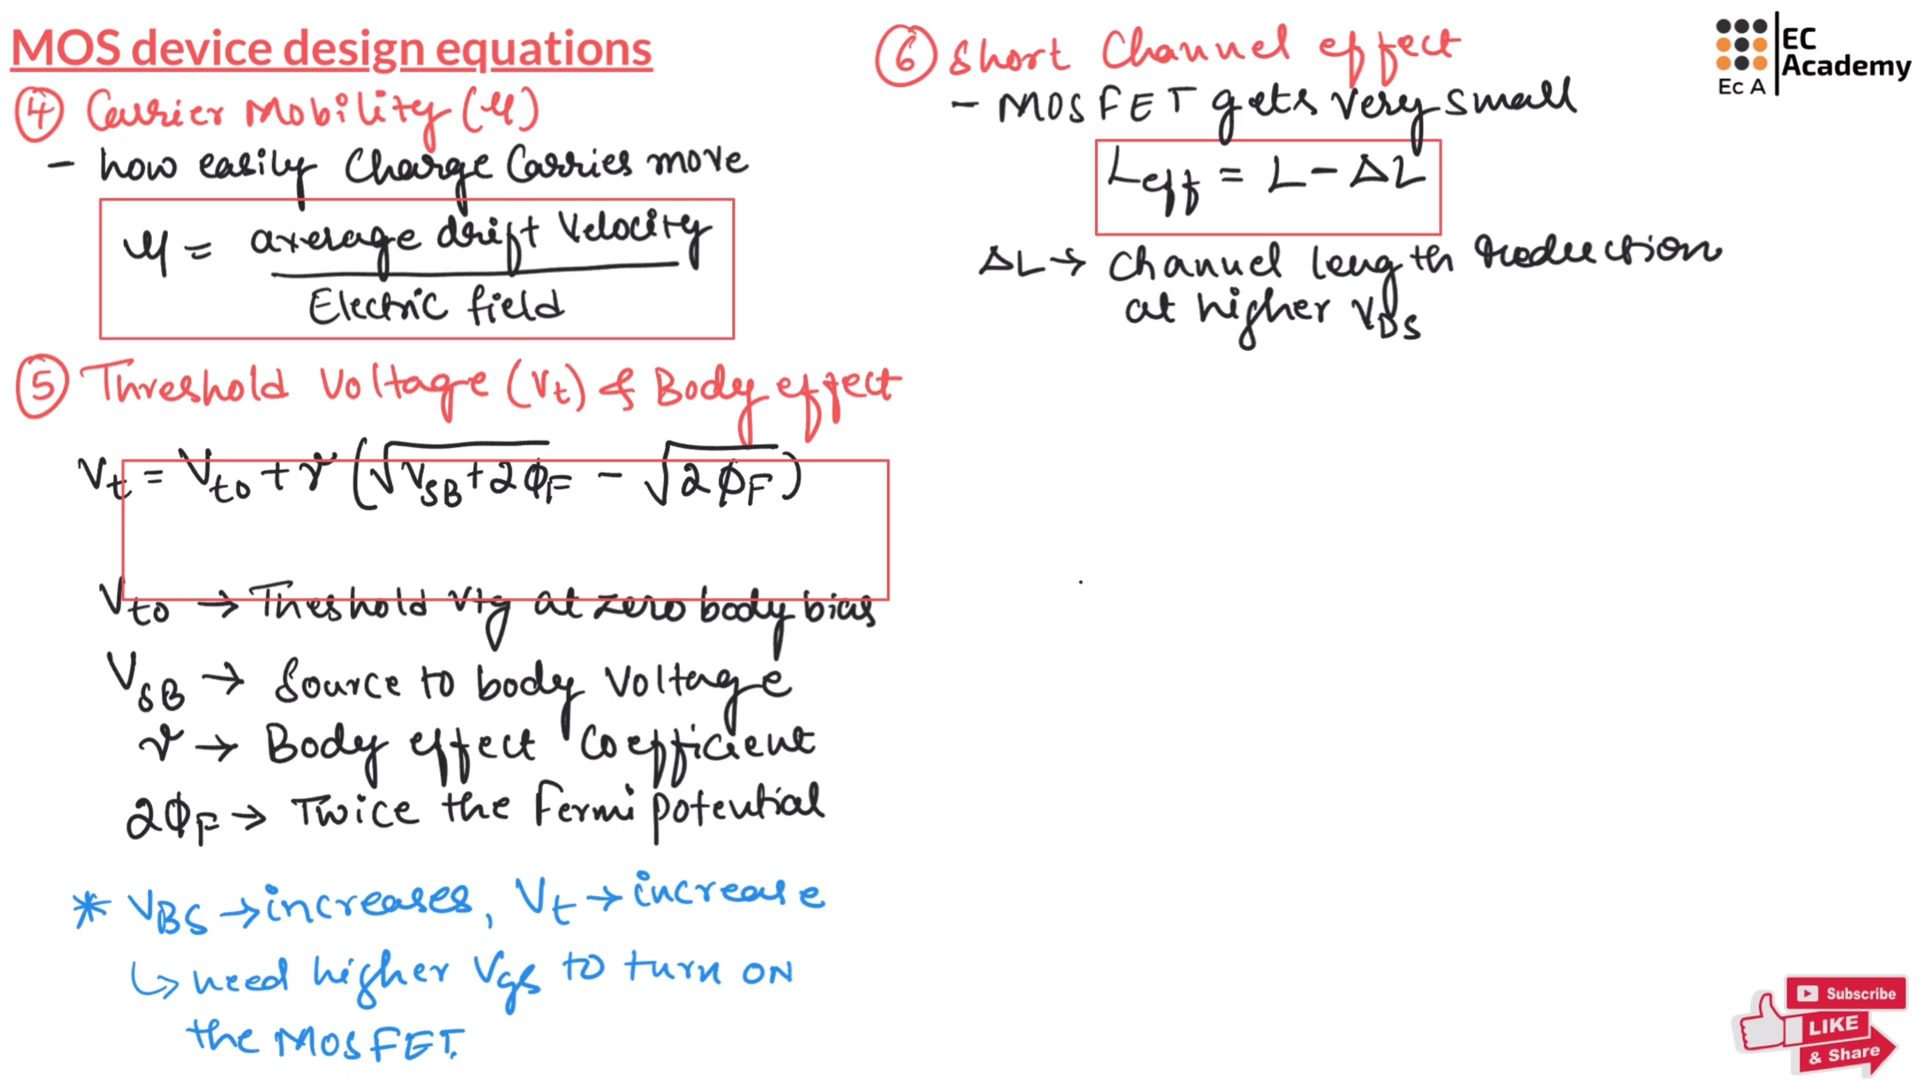 MOS device design equations
④ Carrier Mobility (μ)
- how easily Charge Carries move
μ = average drift Velocity
Electric field
⑤ Threshold Voltage (Vt) & Body effect
Vt = Vto + γ (√VSB + 2ΦF - √2ΦF)
Vto → Theshold Vtg at zero body bias
VSB → Source to body Voltage
γ → Body effect Coefficient
2ΦF → Twice the Fermi potential
* VBS → increases, Vt → increase
↳ need higher Vgs to turn ON
the MOSFET.
⑥ Short Channel effect
- MOSFET gets very small
Leff = L - ΔL
ΔL → Channel length reduction
at higher VDS
EC
Academy
Ec A
Subscribe
LIKE
& Share